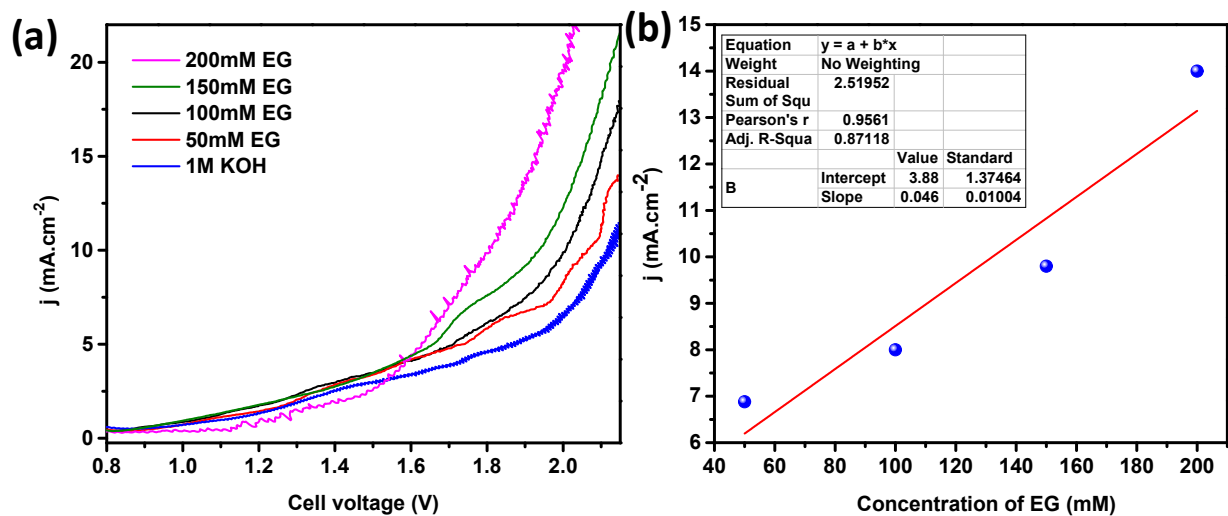 (a)
20
15
10
5
0
j (mA.cm-2)
200mM EG
150mM EG
100mM EG
50mM EG
1M KOH
0.8 1.0 1.2 1.4 1.6 1.8 2.0
Cell voltage (V)
(b)
15
14
13
12
11
10
9
8
7
6
j (mA.cm-2)
Equation y = a + b*x
Weight No Weighting
Residual Sum of Squ 2.51952
Pearson's r 0.9561
Adj. R-Squa 0.87118
Value Standard
B Intercept 3.88 1.37464
Slope 0.046 0.01004
40 60 80 100 120 140 160 180 200
Concentration of EG (mM)